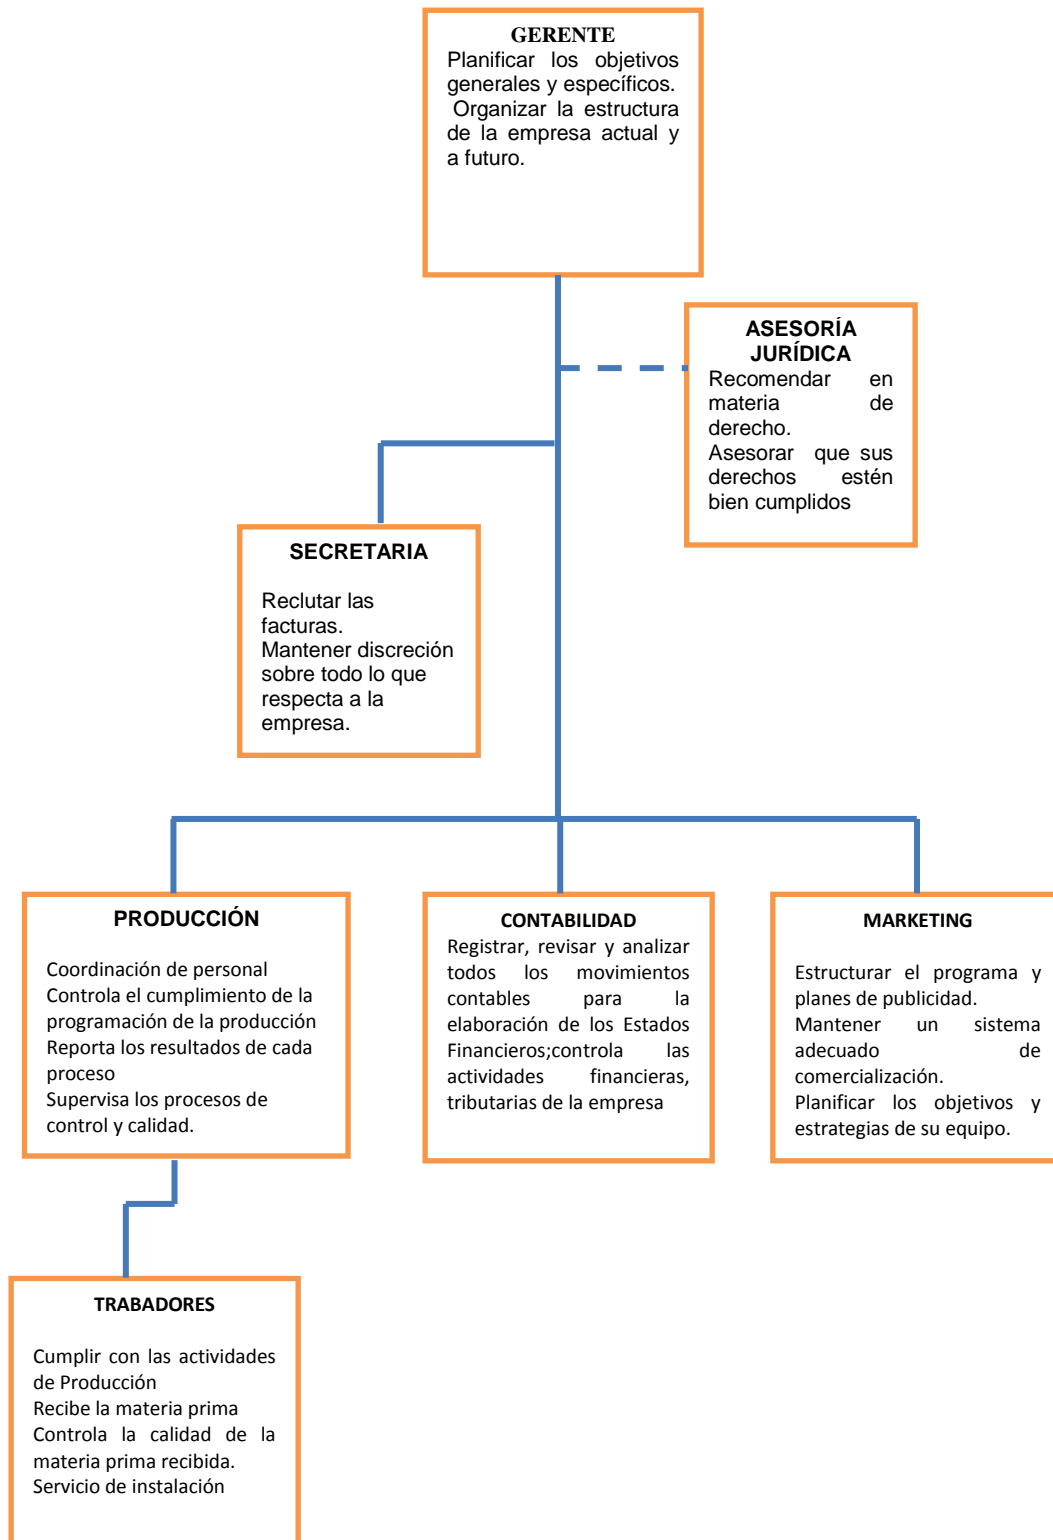 GERENTE
Planificar los objetivos
generales y específicos.
Organizar la estructura
de la empresa actual y
a futuro.
ASESORÍA
JURÍDICA
Recomendar en
materia de
derecho.
Asesorar que sus
derechos estén
bien cumplidos
SECRETARIA
Reclutar las
facturas.
Mantener discreción
sobre todo lo que
respecta a la
empresa.
PRODUCCIÓN
Coordinación de personal
Controla el cumplimiento de la
programación de la producción
Reporta los resultados de cada
proceso
Supervisa los procesos de
control y calidad.
CONTABILIDAD
Registrar, revisar y analizar
todos los movimientos
contables para la
elaboración de los Estados
Financieros;controla las
actividades financieras,
tributarias de la empresa
MARKETING
Estructurar el programa y
planes de publicidad.
Mantener un sistema
adecuado de
comercialización.
Planificar los objetivos y
estrategias de su equipo.
TRABADORES
Cumplir con las actividades
de Producción
Recibe la materia prima
Controla la calidad de la
materia prima recibida.
Servicio de instalación